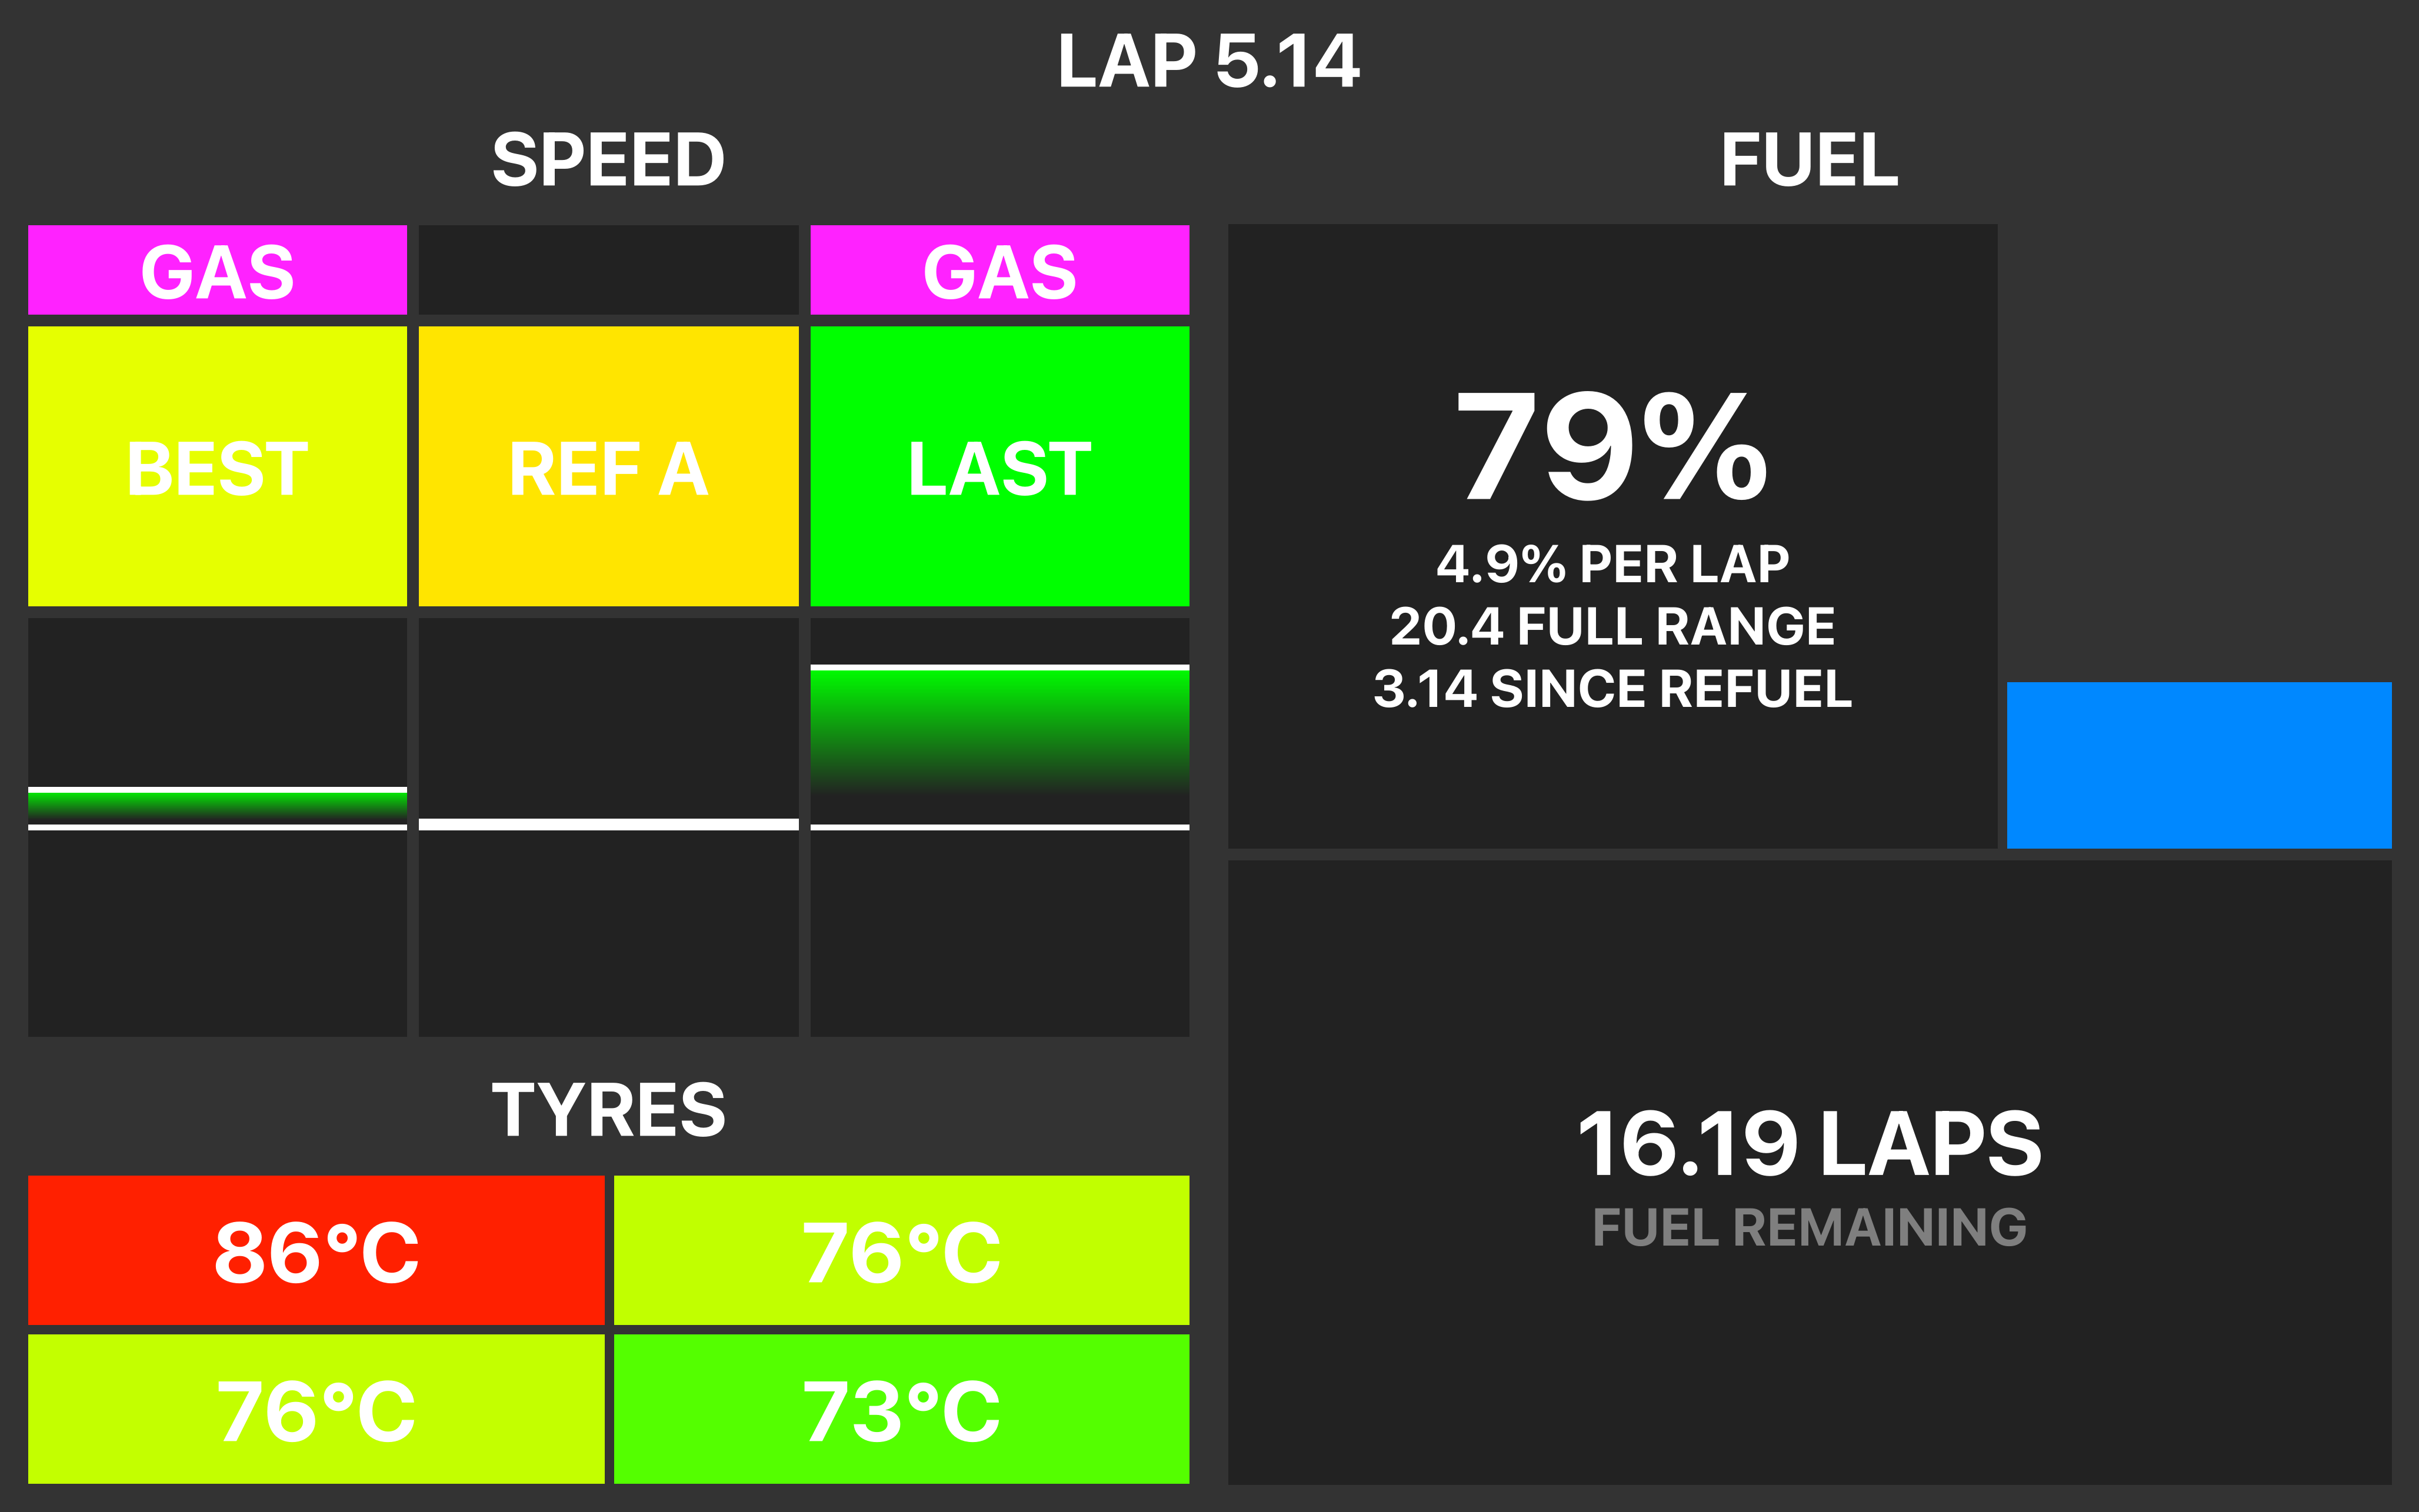 LAP 5.14
SPEED
GAS
GAS
BEST
REF A
LAST
TYRES
86°C
76°C
76°C
73°C
FUEL
79%
4.9% PER LAP
20.4 FULL RANGE
3.14 SINCE REFUEL
16.19 LAPS
FUEL REMAINING